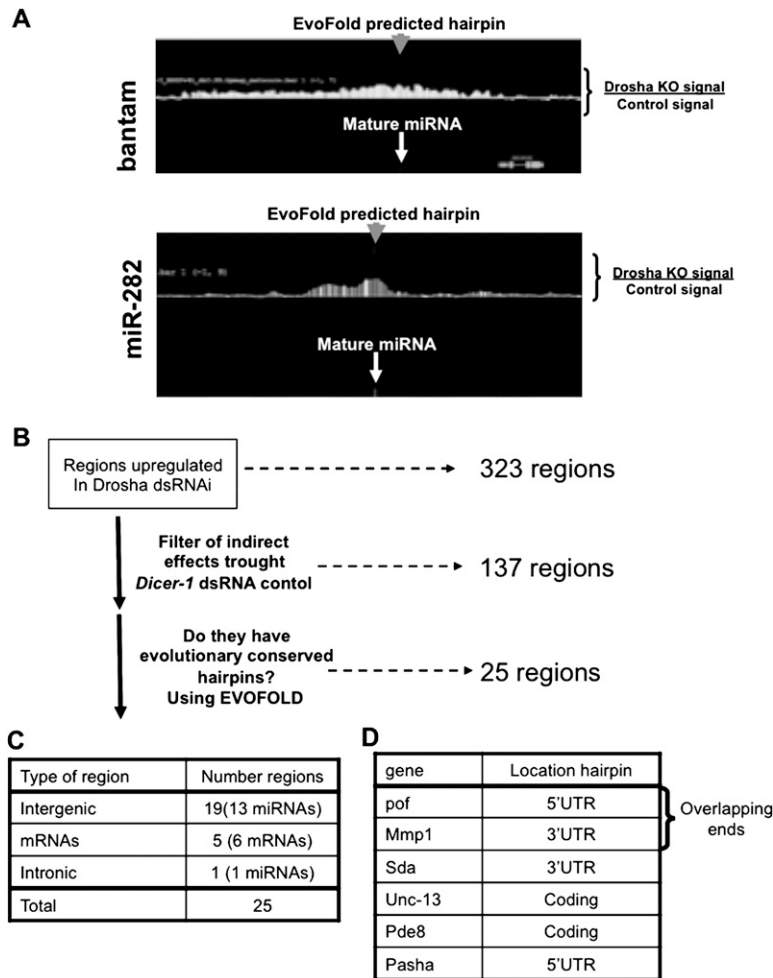 A
EvoFold predicted hairpin
bantam
Drosha KO signal
Control signal
Mature miRNA
EvoFold predicted hairpin
miR-282
Drosha KO signal
Control signal
Mature miRNA
B
Regions upregulated
In Drosha dsRNAi
323 regions
Filter of indirect
effects trought
Dicer-1 dsRNA contol
137 regions
Do they have
evolutionary conserved
hairpins?
Using EVOFOLD
25 regions
C
Type of region Number regions
Intergenic 19(13 miRNAs)
mRNAs 5 (6 mRNAs)
Intronic 1 (1 miRNAs)
Total 25
D
gene Location hairpin
pof 5'UTR
Mmp1 3'UTR
Overlapping
ends
Sda 3'UTR
Unc-13 Coding
Pde8 Coding
Pasha 5'UTR